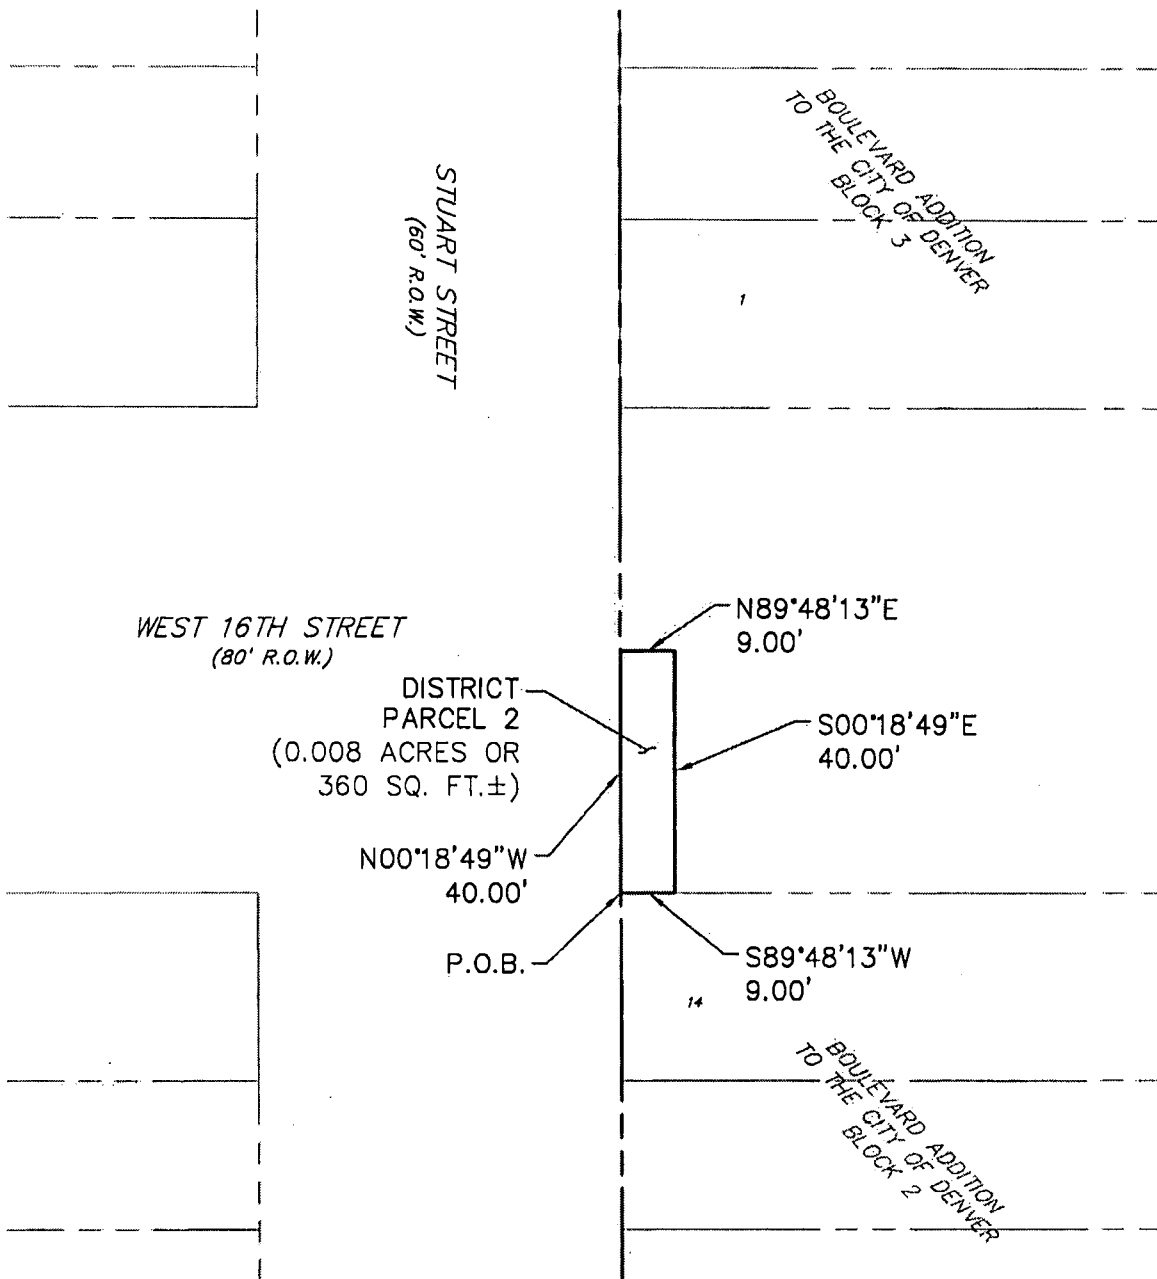 BOULEVARD ADDITION
TO THE CITY OF DENVER
BLOCK 3
STUART STREET
(60' R.O.W.)
1
WEST 16TH STREET
(80' R.O.W.)
N89°48'13"E
9.00'
DISTRICT
PARCEL 2
(0.008 ACRES OR
360 SQ. FT.±)
S00°18'49"E
40.00'
N00°18'49"W
40.00'
P.O.B.
S89°48'13"W
9.00'
14
BOULEVARD ADDITION
TO THE CITY OF DENVER
BLOCK 2